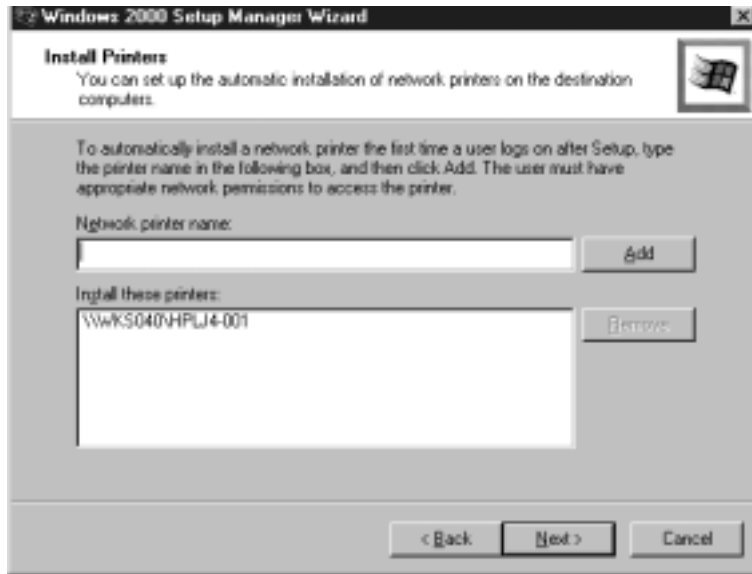 Windows 2000 Setup Manager Wizard
Install Printers
You can set up the automatic installation of network printers on the destination
computers.
To automatically install a network printer the first time a user logs on after Setup, type
the printer name in the following box, and then click Add. The user must have
appropriate network permissions to access the printer.
Network printer name:
Add
Install these printers:
\\WKS040\HPLJ4-001
Remove
< Back
Next >
Cancel